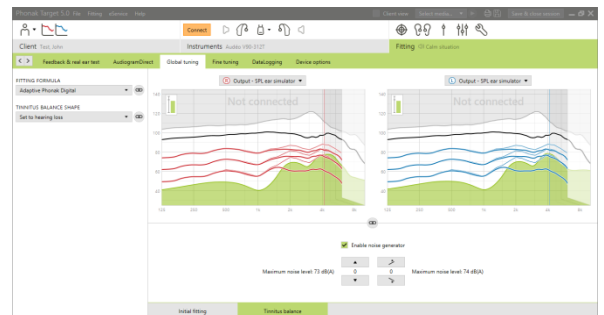 Phonak Target 5.0 File Fitting eService Help
Client view Select media... Save & close session
Connect
Client Test, John
Instruments Audéo V90-312T
Fitting Calm situation
Feedback & real ear test AudiogramDirect Global tuning Fine tuning DataLogging Device options
FITTING FORMULA
Adaptive Phonak Digital
TINNITUS BALANCE SHAPE
Set to hearing loss
R Output - SPL ear simulator
L Output - SPL ear simulator
Not connected
Not connected
Enable noise generator
Maximum noise level: 73 dB(A) 0 0 Maximum noise level: 74 dB(A)
Initial fitting Tinnitus balance